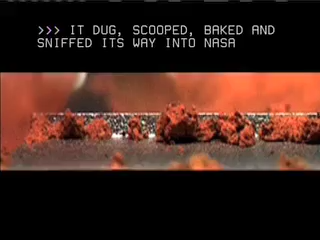 >>> IT DUG, SCOOPED, BAKED AND
SNIFFED ITS WAY INTO NASA